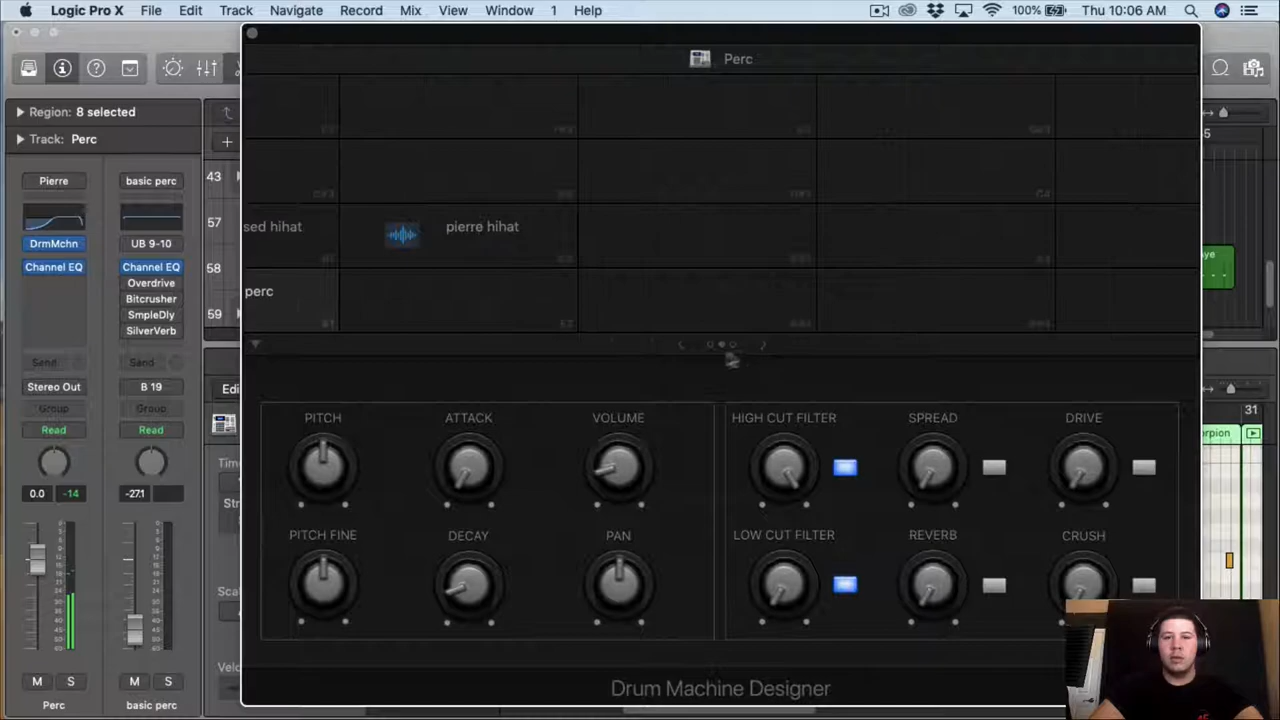 Logic Pro X File Edit Track Navigate Record Mix View Window 1 Help 100% Thu 10:06 AM
Perc
Region: 8 selected
Track: Perc
Pierre basic perc
DrmMchn UB 9-10
Channel EQ Channel EQ
Overdrive
Bitcrusher
SmpleDly
SilverVerb
Send Send
Stereo Out B 19
Group Group
Read Read
0.0 -14 -27.1
M S M S
Perc basic perc
43
57
58
59
sed hihat pierre hihat
perc
PITCH ATTACK VOLUME HIGH CUT FILTER SPREAD DRIVE
PITCH FINE DECAY PAN LOW CUT FILTER REVERB CRUSH
Drum Machine Designer
31